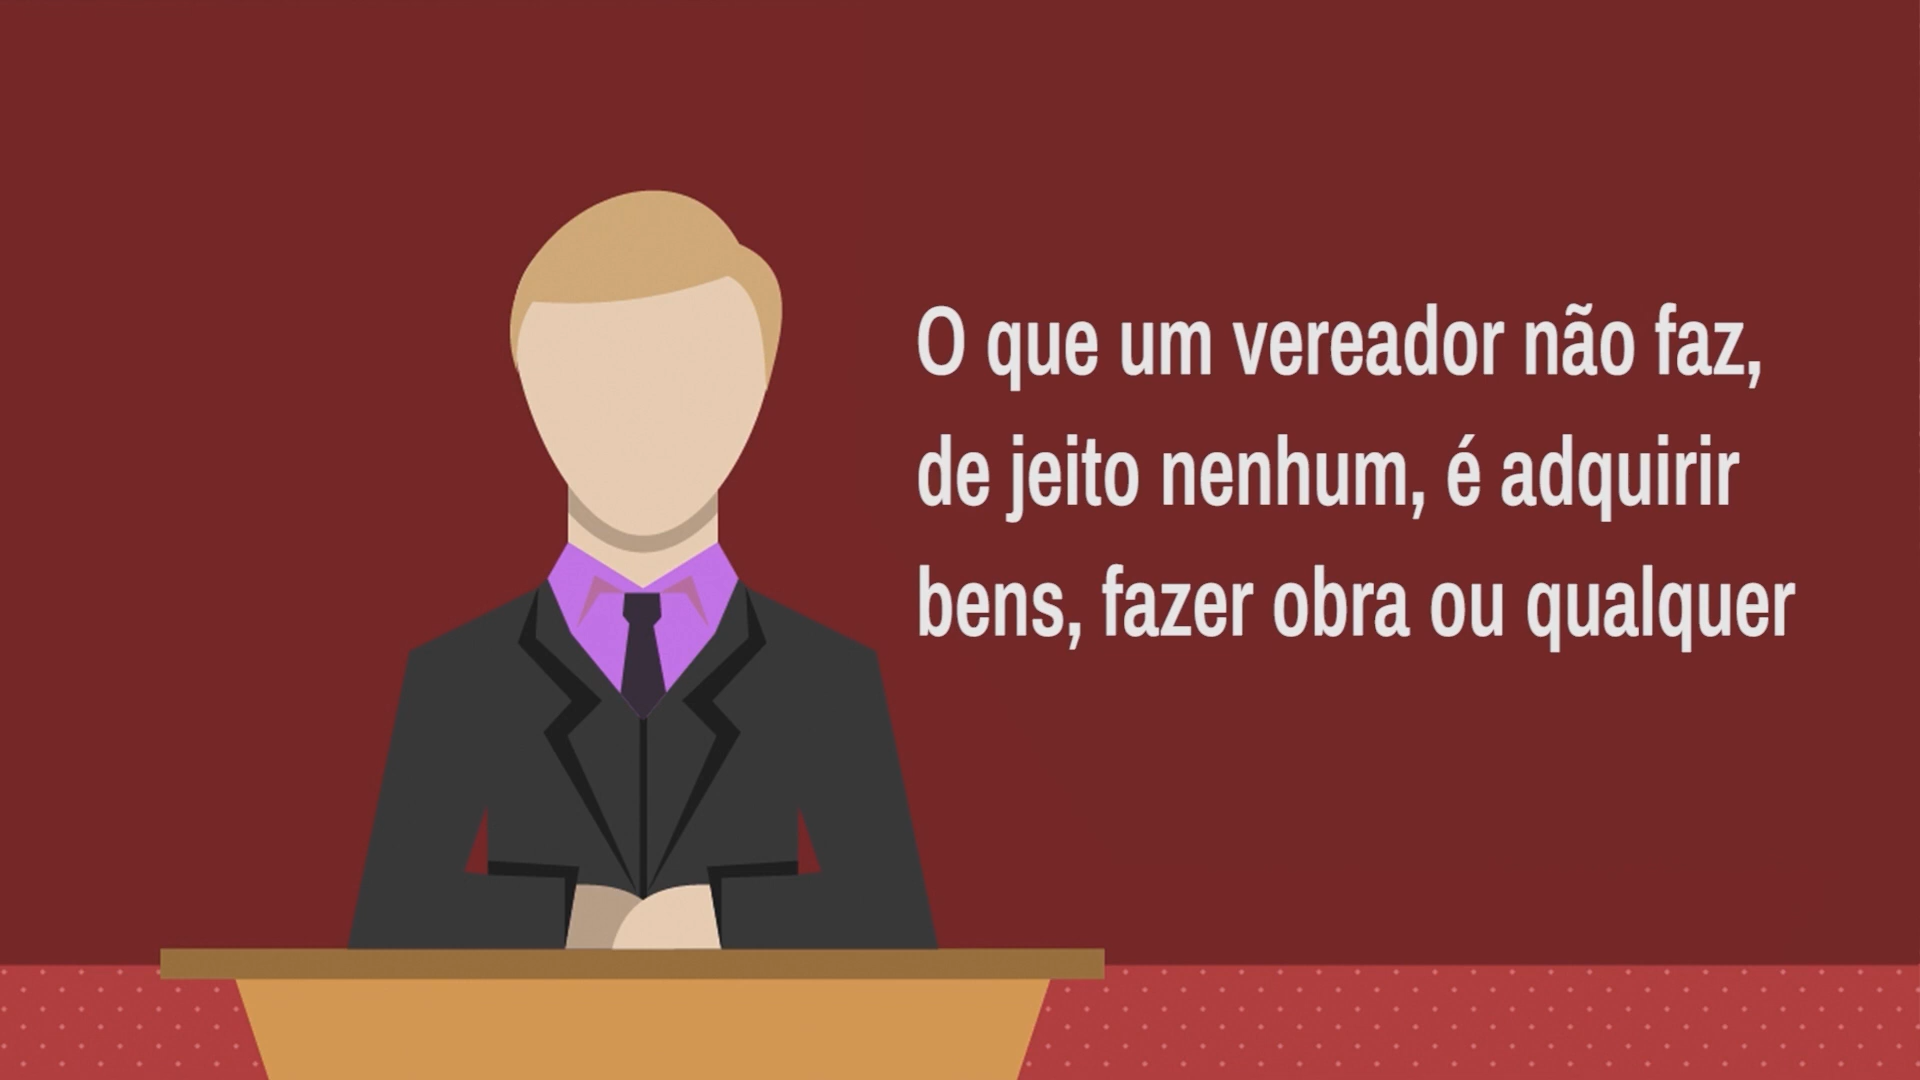 O que um vereador não faz,
de jeito nenhum, é adquirir
bens, fazer obra ou qualquer